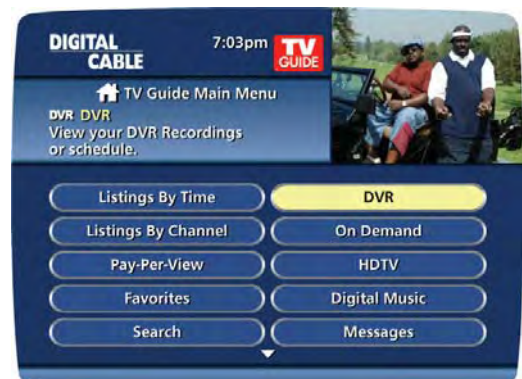 DIGITAL
CABLE
7:03pm
TV
GUIDE
TV Guide Main Menu
DVR DVR
View your DVR Recordings
or schedule.
Listings By Time
DVR
Listings By Channel
On Demand
Pay-Per-View
HDTV
Favorites
Digital Music
Search
Messages